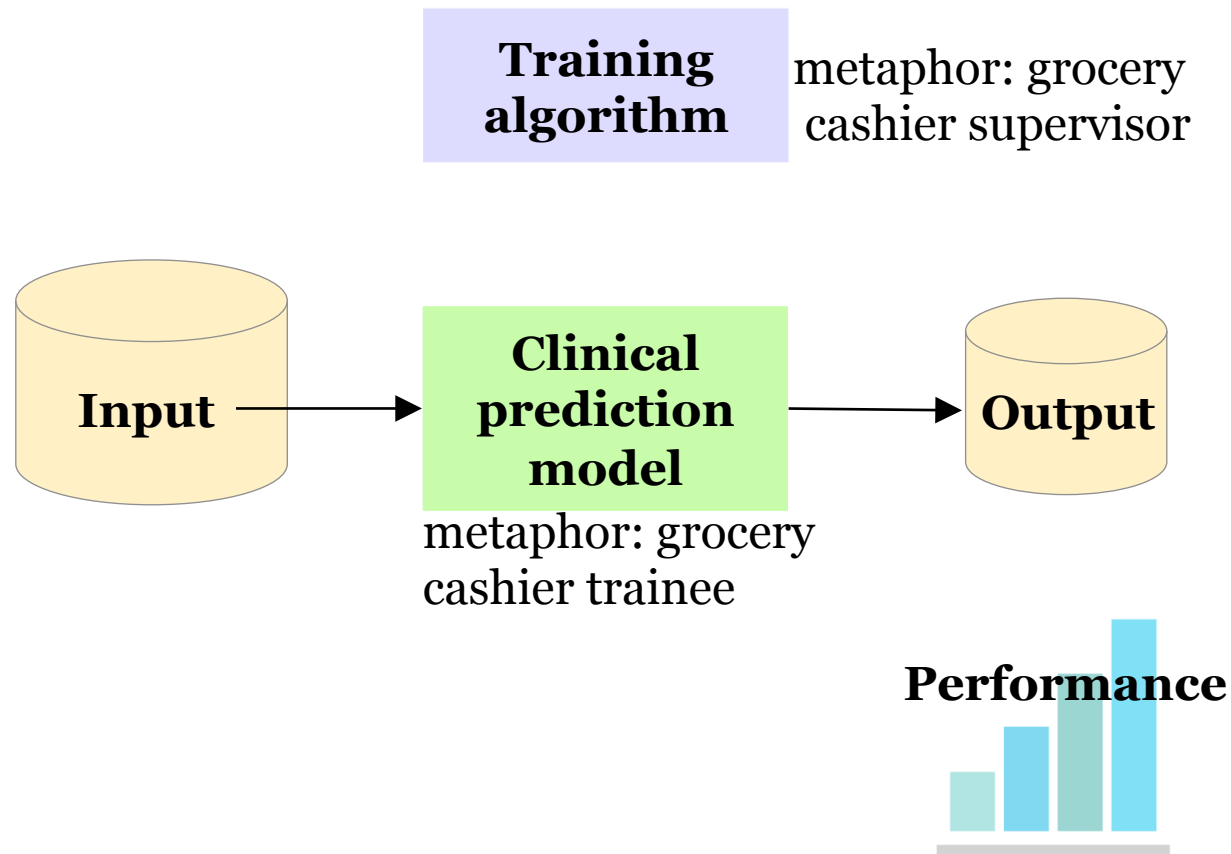 Training
algorithm
metaphor: grocery
cashier supervisor
Input
Clinical
prediction
model
Output
metaphor: grocery
cashier trainee
Performance